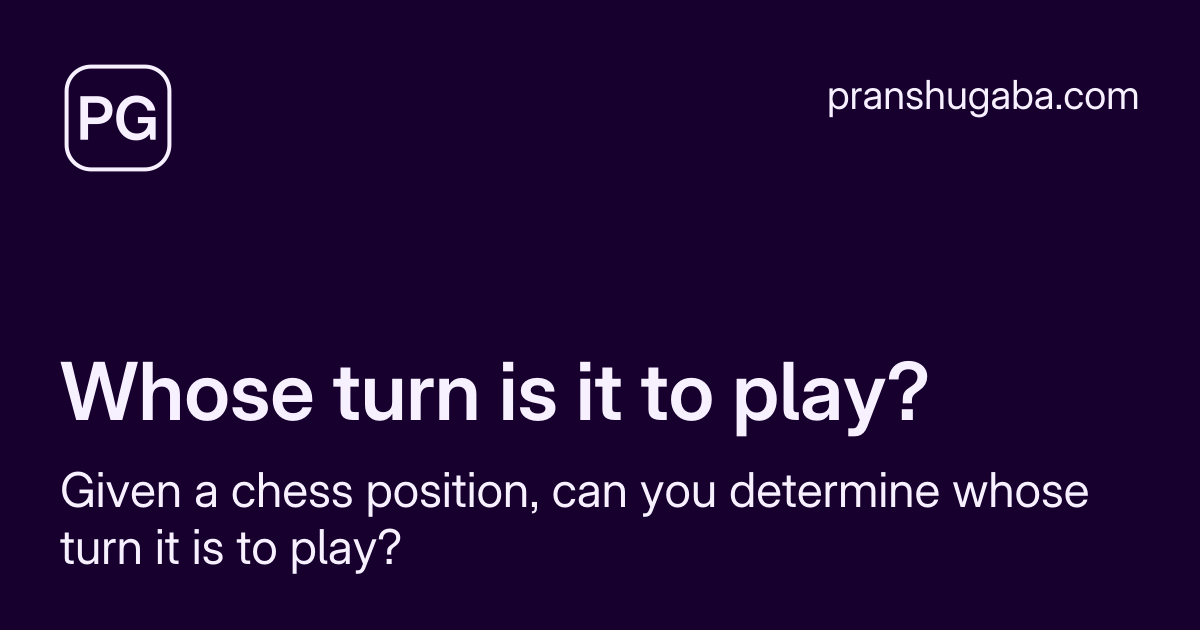 PG
pranshugaba.com
Whose turn is it to play?
Given a chess position, can you determine whose
turn it is to play?